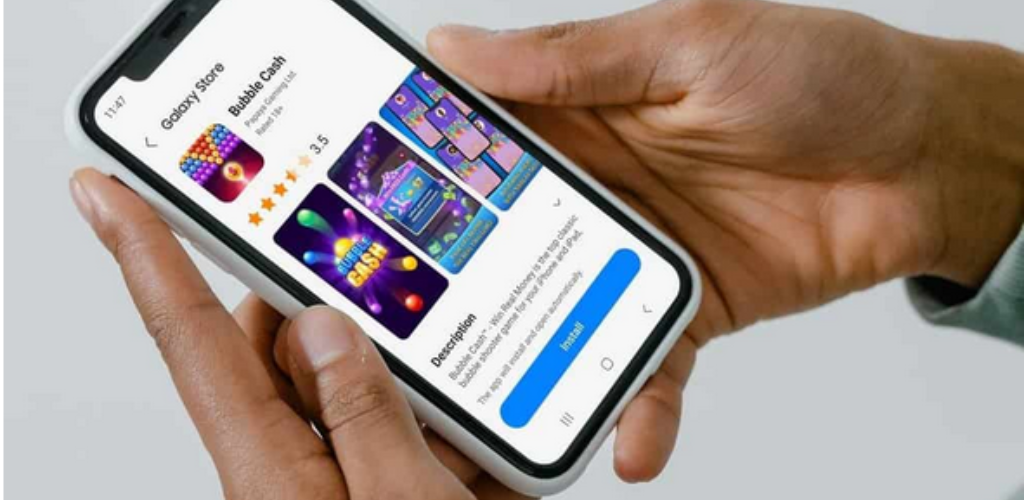 11:47
Galaxy Store
Bubble Cash
Papaya Gaming Ltd.
Rated 18+
3.5
BUBBLE
CASH
Description
Bubble Cash™ - Win Real Money is the top classic
bubble shooter game for your iPhone and iPad.
The app will install and open automatically.
Install